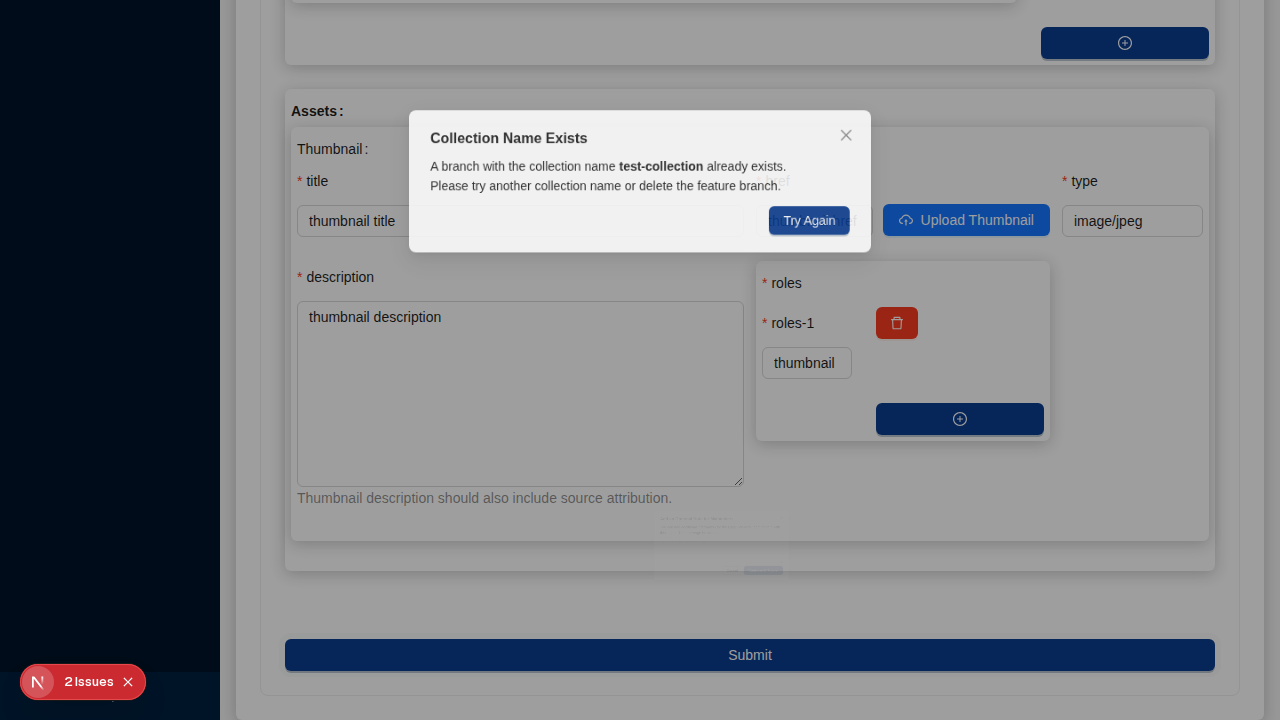 Assets:
Collection Name Exists
Thumbnail:
A branch with the collection name test-collection already exists.
Please try another collection name or delete the feature branch.
* title
* href
* type
thumbnail title
Try Again
Upload Thumbnail
image/jpeg
* description
* roles
thumbnail description
* roles-1
thumbnail
Thumbnail description should also include source attribution.
Submit
N 2 Issues